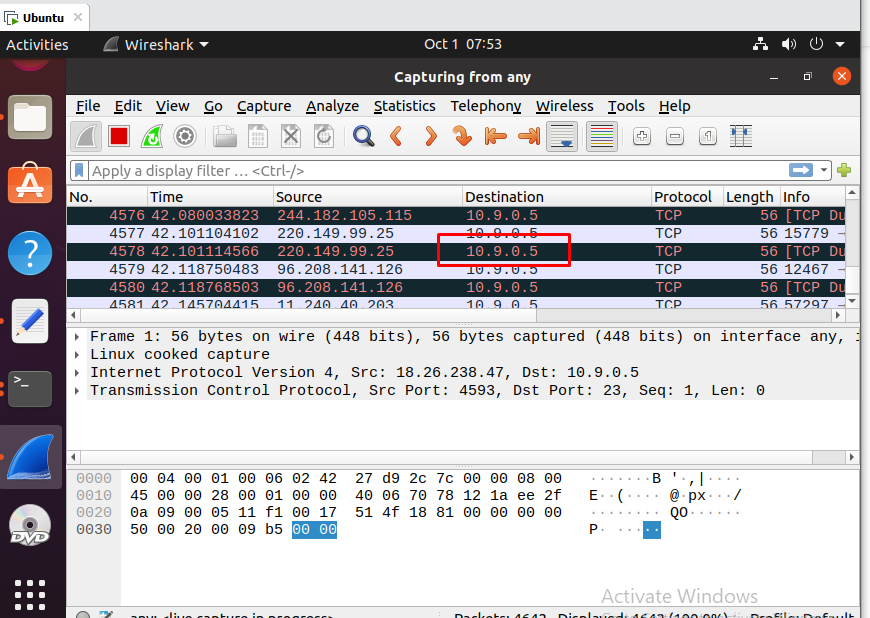 Ubuntu
Activities Wireshark Oct 1 07:53
Capturing from any
File Edit View Go Capture Analyze Statistics Telephony Wireless Tools Help
Apply a display filter … <Ctrl-/>
No. Time Source Destination Protocol Length Info
4576 42.080033823 244.182.105.115 10.9.0.5 TCP 56 [TCP Du
4577 42.101104102 220.149.99.25 10.9.0.5 TCP 56 15779 →
4578 42.101114566 220.149.99.25 10.9.0.5 TCP 56 [TCP Du
4579 42.118750483 96.208.141.126 10.9.0.5 TCP 56 12467 →
4580 42.118768503 96.208.141.126 10.9.0.5 TCP 56 [TCP Du
4581 42.145704415 11.240.40.203 10.9.0.5 TCP 56 57297 →
Frame 1: 56 bytes on wire (448 bits), 56 bytes captured (448 bits) on interface any, i
Linux cooked capture
Internet Protocol Version 4, Src: 18.26.238.47, Dst: 10.9.0.5
Transmission Control Protocol, Src Port: 4593, Dst Port: 23, Seq: 1, Len: 0
0000 00 04 00 01 00 06 02 42 27 d9 2c 7c 00 00 08 00 ·······B '·,|····
0010 45 00 00 28 00 01 00 00 40 06 70 78 12 1a ee 2f E··(···· @·px···/
0020 0a 09 00 05 11 f1 00 17 51 4f 18 81 00 00 00 00 ········ QO······
0030 50 00 20 00 09 b5 00 00 P· ·····
DVD
Activate Windows
any: <live capture in progress> Packets: 4642 · Displayed: 4642 (100.0%) Profile: Default